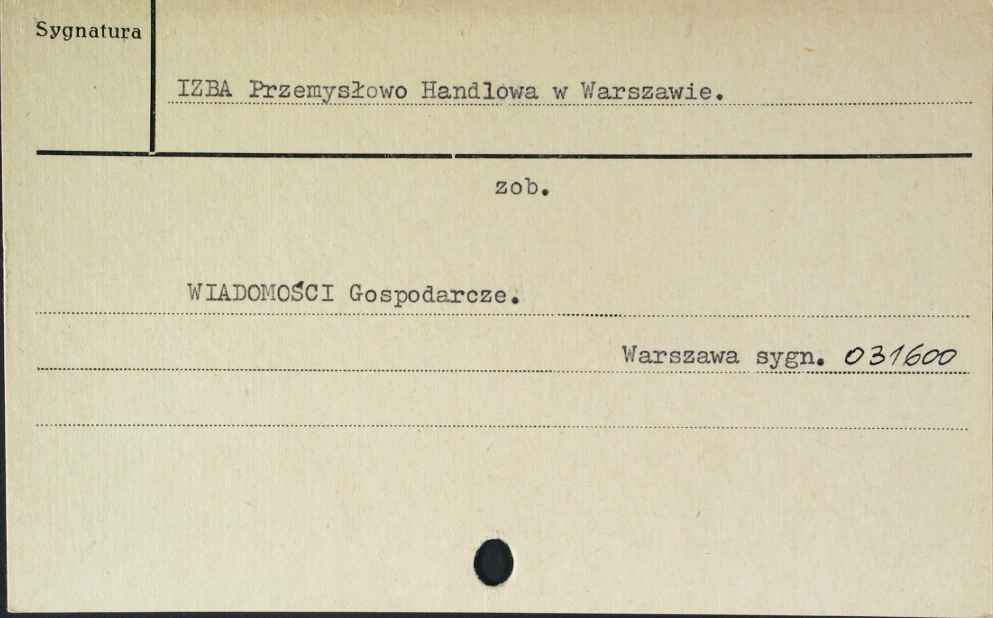 Sygnatura
IZBA Przemysłowo Handlowa w Warszawie.
zob.
WIADOMOŚCI Gospodarcze.
Warszawa sygn. 031600